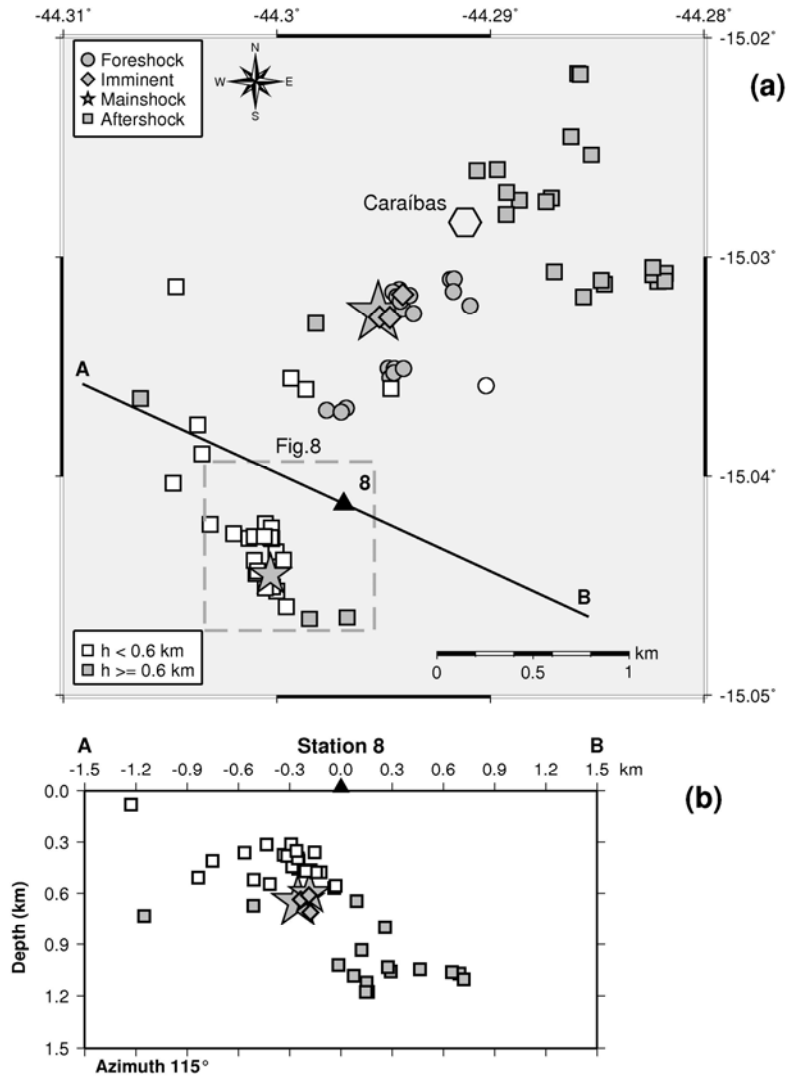 -44.31˚ -44.3˚ -44.29˚ -44.28˚
-15.02˚
Foreshock
Imminent
Mainshock
Aftershock
N
W E
S
(a)
Caraíbas
-15.03˚
A
Fig.8
8
-15.04˚
B
h < 0.6 km
h >= 0.6 km
km
0 0.5 1
-15.05˚
A Station 8 B
-1.5 -1.2 -0.9 -0.6 -0.3 0.0 0.3 0.6 0.9 1.2 1.5 km
(b)
0.0
0.3
0.6
0.9
1.2
1.5
Depth (km)
Azimuth 115°